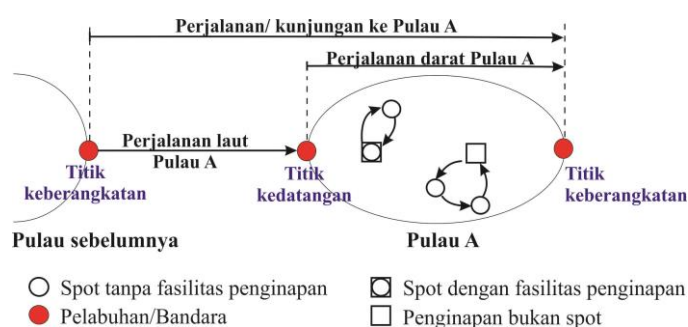 Perjalanan/ kunjungan ke Pulau A
Perjalanan darat Pulau A
Perjalanan laut
Pulau A
Titik
keberangkatan
Titik
kedatangan
Titik
keberangkatan
Pulau sebelumnya
Pulau A
Spot tanpa fasilitas penginapan
Spot dengan fasilitas penginapan
Pelabuhan/Bandara
Penginapan bukan spot